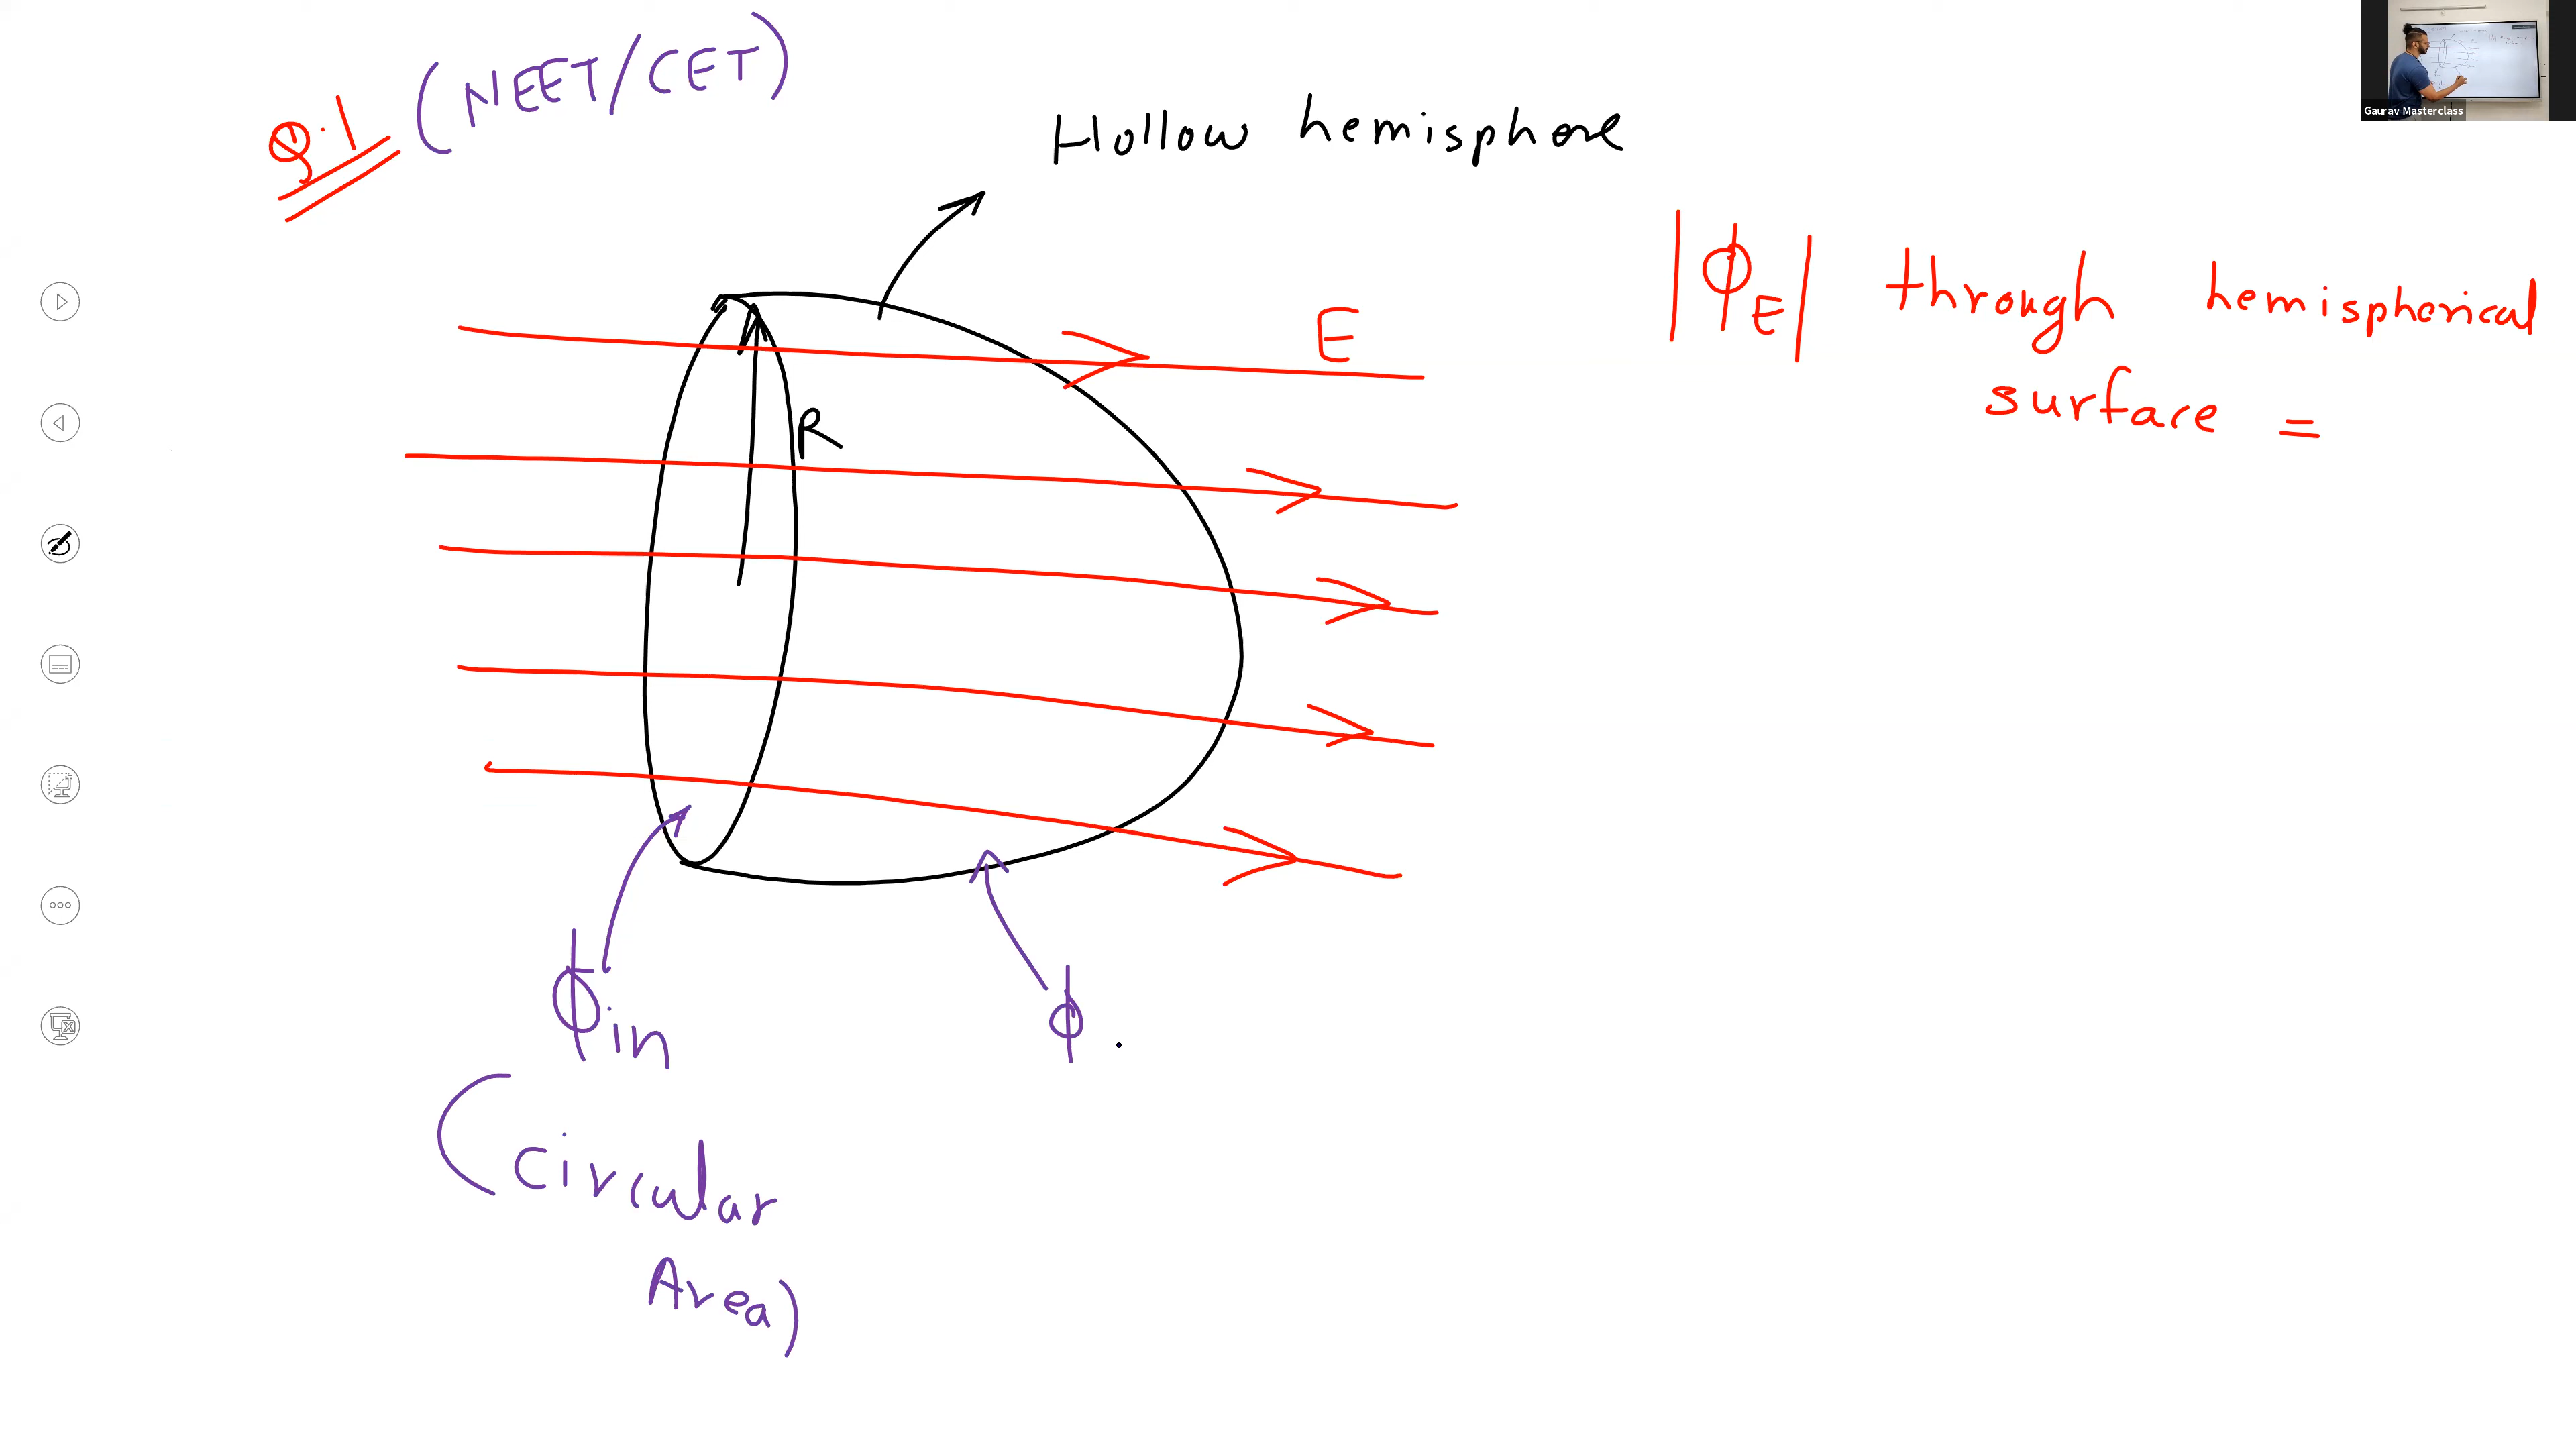 Q.1 (NEET/CET)
Hollow hemisphere
|ϕE| through hemispherical
surface =
E
R
ϕin
(circular
Area)
ϕ
Gaurav Masterclass